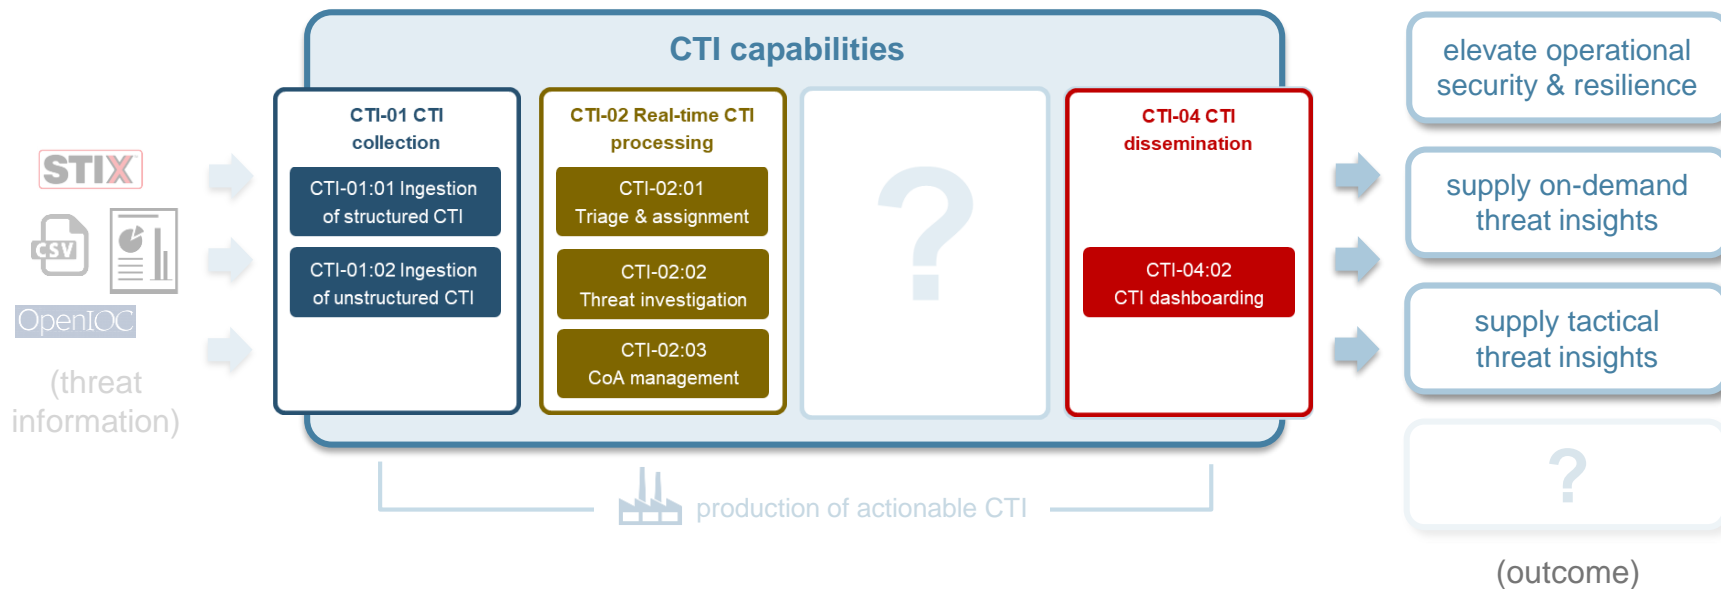 CTI capabilities
STIX
CSV
OpenIOC
(threat
information)
CTI-01 CTI
collection
CTI-01:01 Ingestion
of structured CTI
CTI-01:02 Ingestion
of unstructured CTI
CTI-02 Real-time CTI
processing
CTI-02:01
Triage & assignment
CTI-02:02
Threat investigation
CTI-02:03
CoA management
?
CTI-04 CTI
dissemination
CTI-04:02
CTI dashboarding
production of actionable CTI
elevate operational
security & resilience
supply on-demand
threat insights
supply tactical
threat insights
?
(outcome)